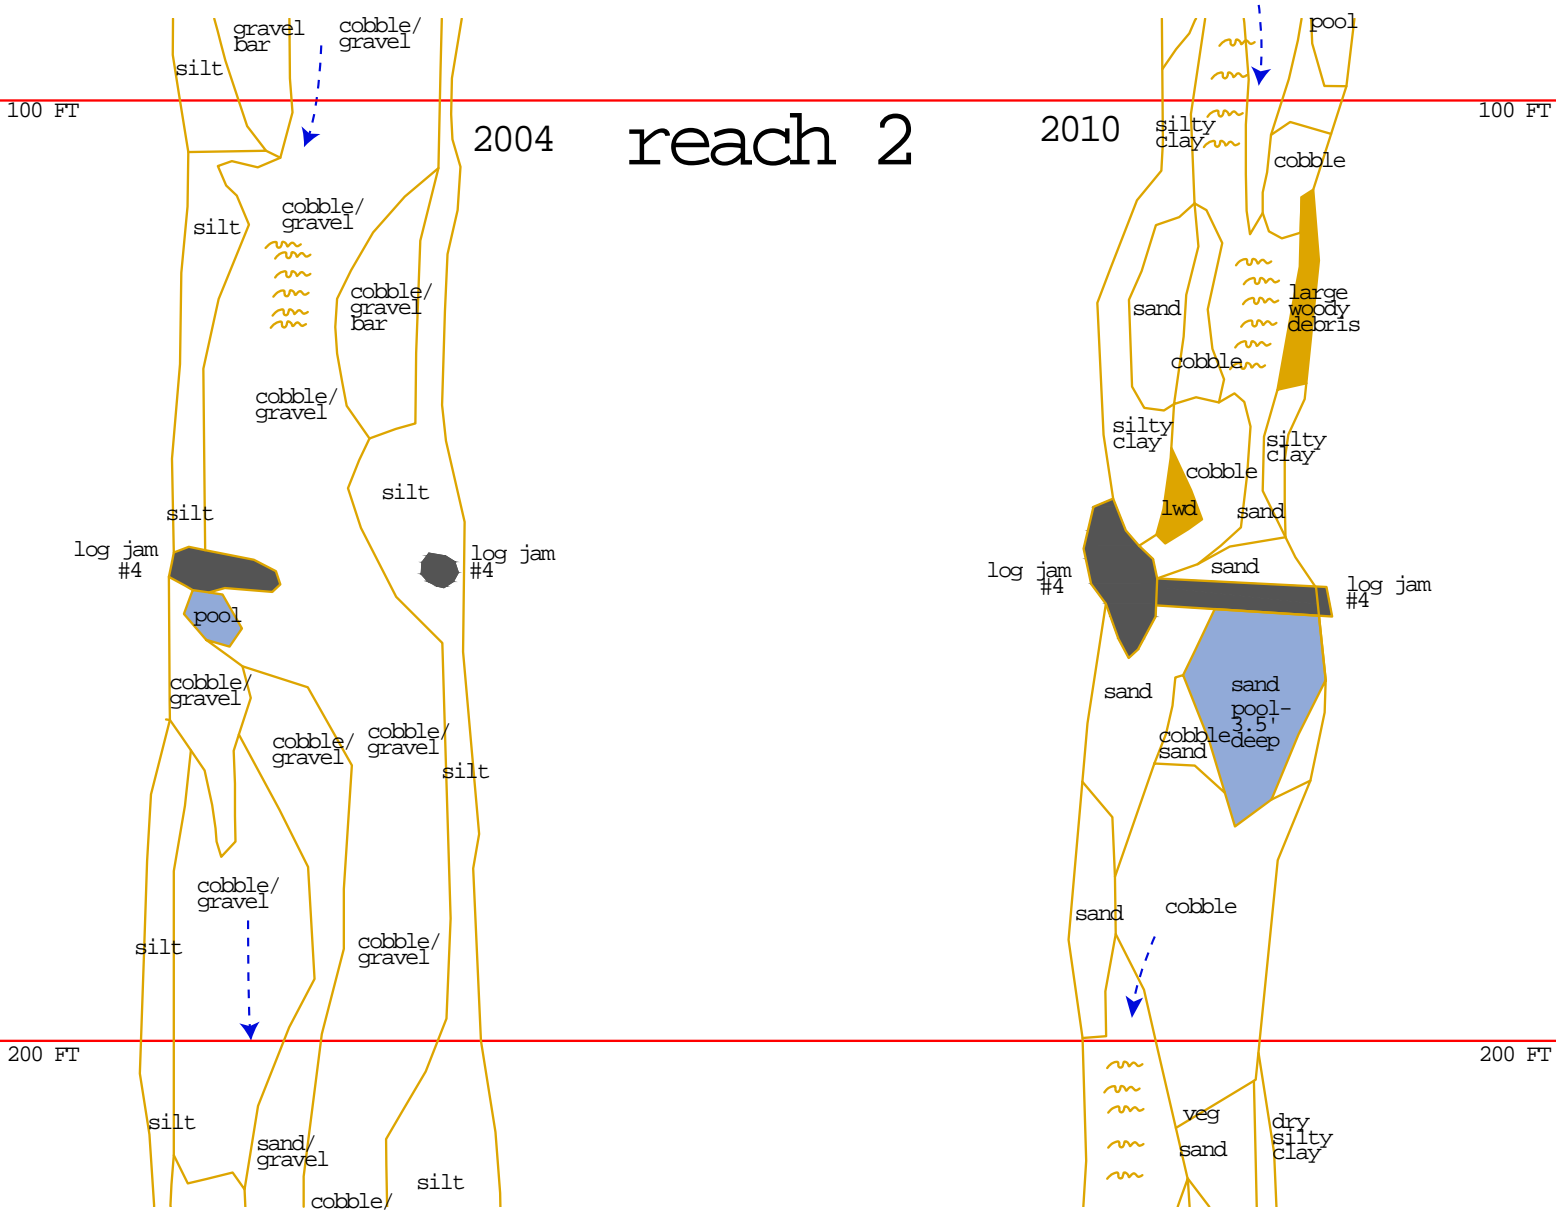 gravel
bar
cobble/
gravel
silt
pool
100 FT
100 FT
2004
reach 2
2010
silty
clay
cobble
cobble/
gravel
silt
cobble/
gravel
bar
sand
large
woody
debris
cobble
cobble/
gravel
silty
clay
silty
clay
cobble
silt
silt
lwd
sand
log jam
#4
log jam
#4
log jam
#4
sand
log jam
#4
pool
cobble/
gravel
sand
sand
pool-
3.5'
deep
cobble/
gravel
cobble/
gravel
cobble
sand
silt
cobble/
gravel
sand
cobble
silt
cobble/
gravel
200 FT
200 FT
silt
sand/
gravel
silt
cobble/
veg
sand
dry
silty
clay